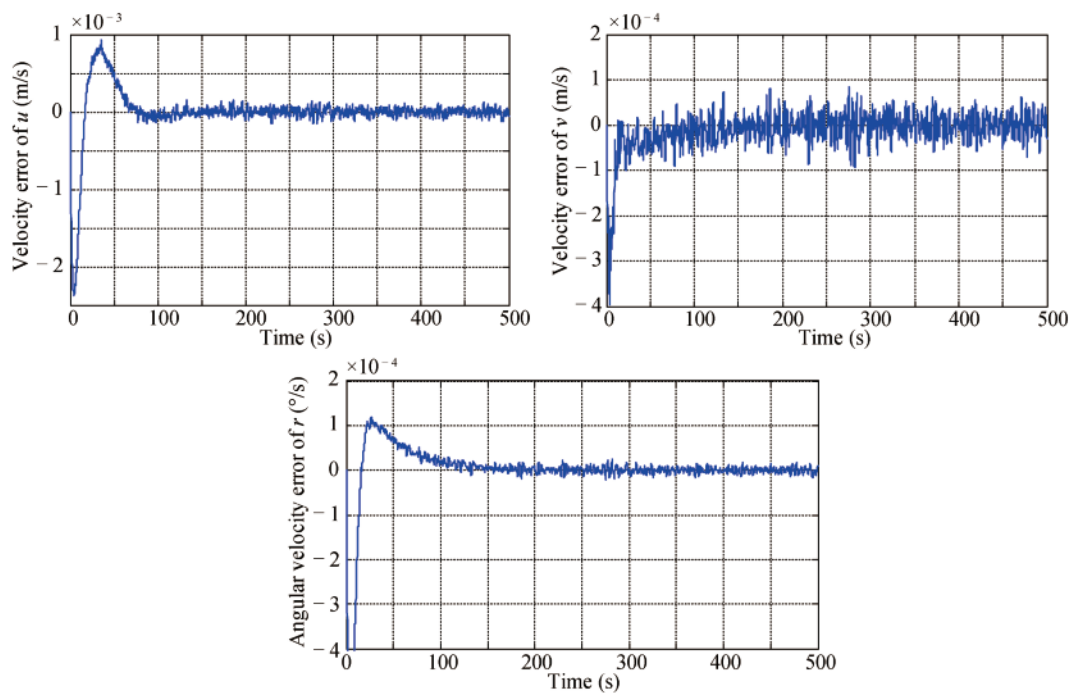 ×10⁻³
1
0
−1
−2
Velocity error of u (m/s)
0 100 200 300 400 500
Time (s)
×10⁻⁴
2
1
0
−1
−2
−3
−4
Velocity error of v (m/s)
0 100 200 300 400 500
Time (s)
×10⁻⁴
2
1
0
−1
−2
−3
−4
Angular velocity error of r (°/s)
0 100 200 300 400 500
Time (s)